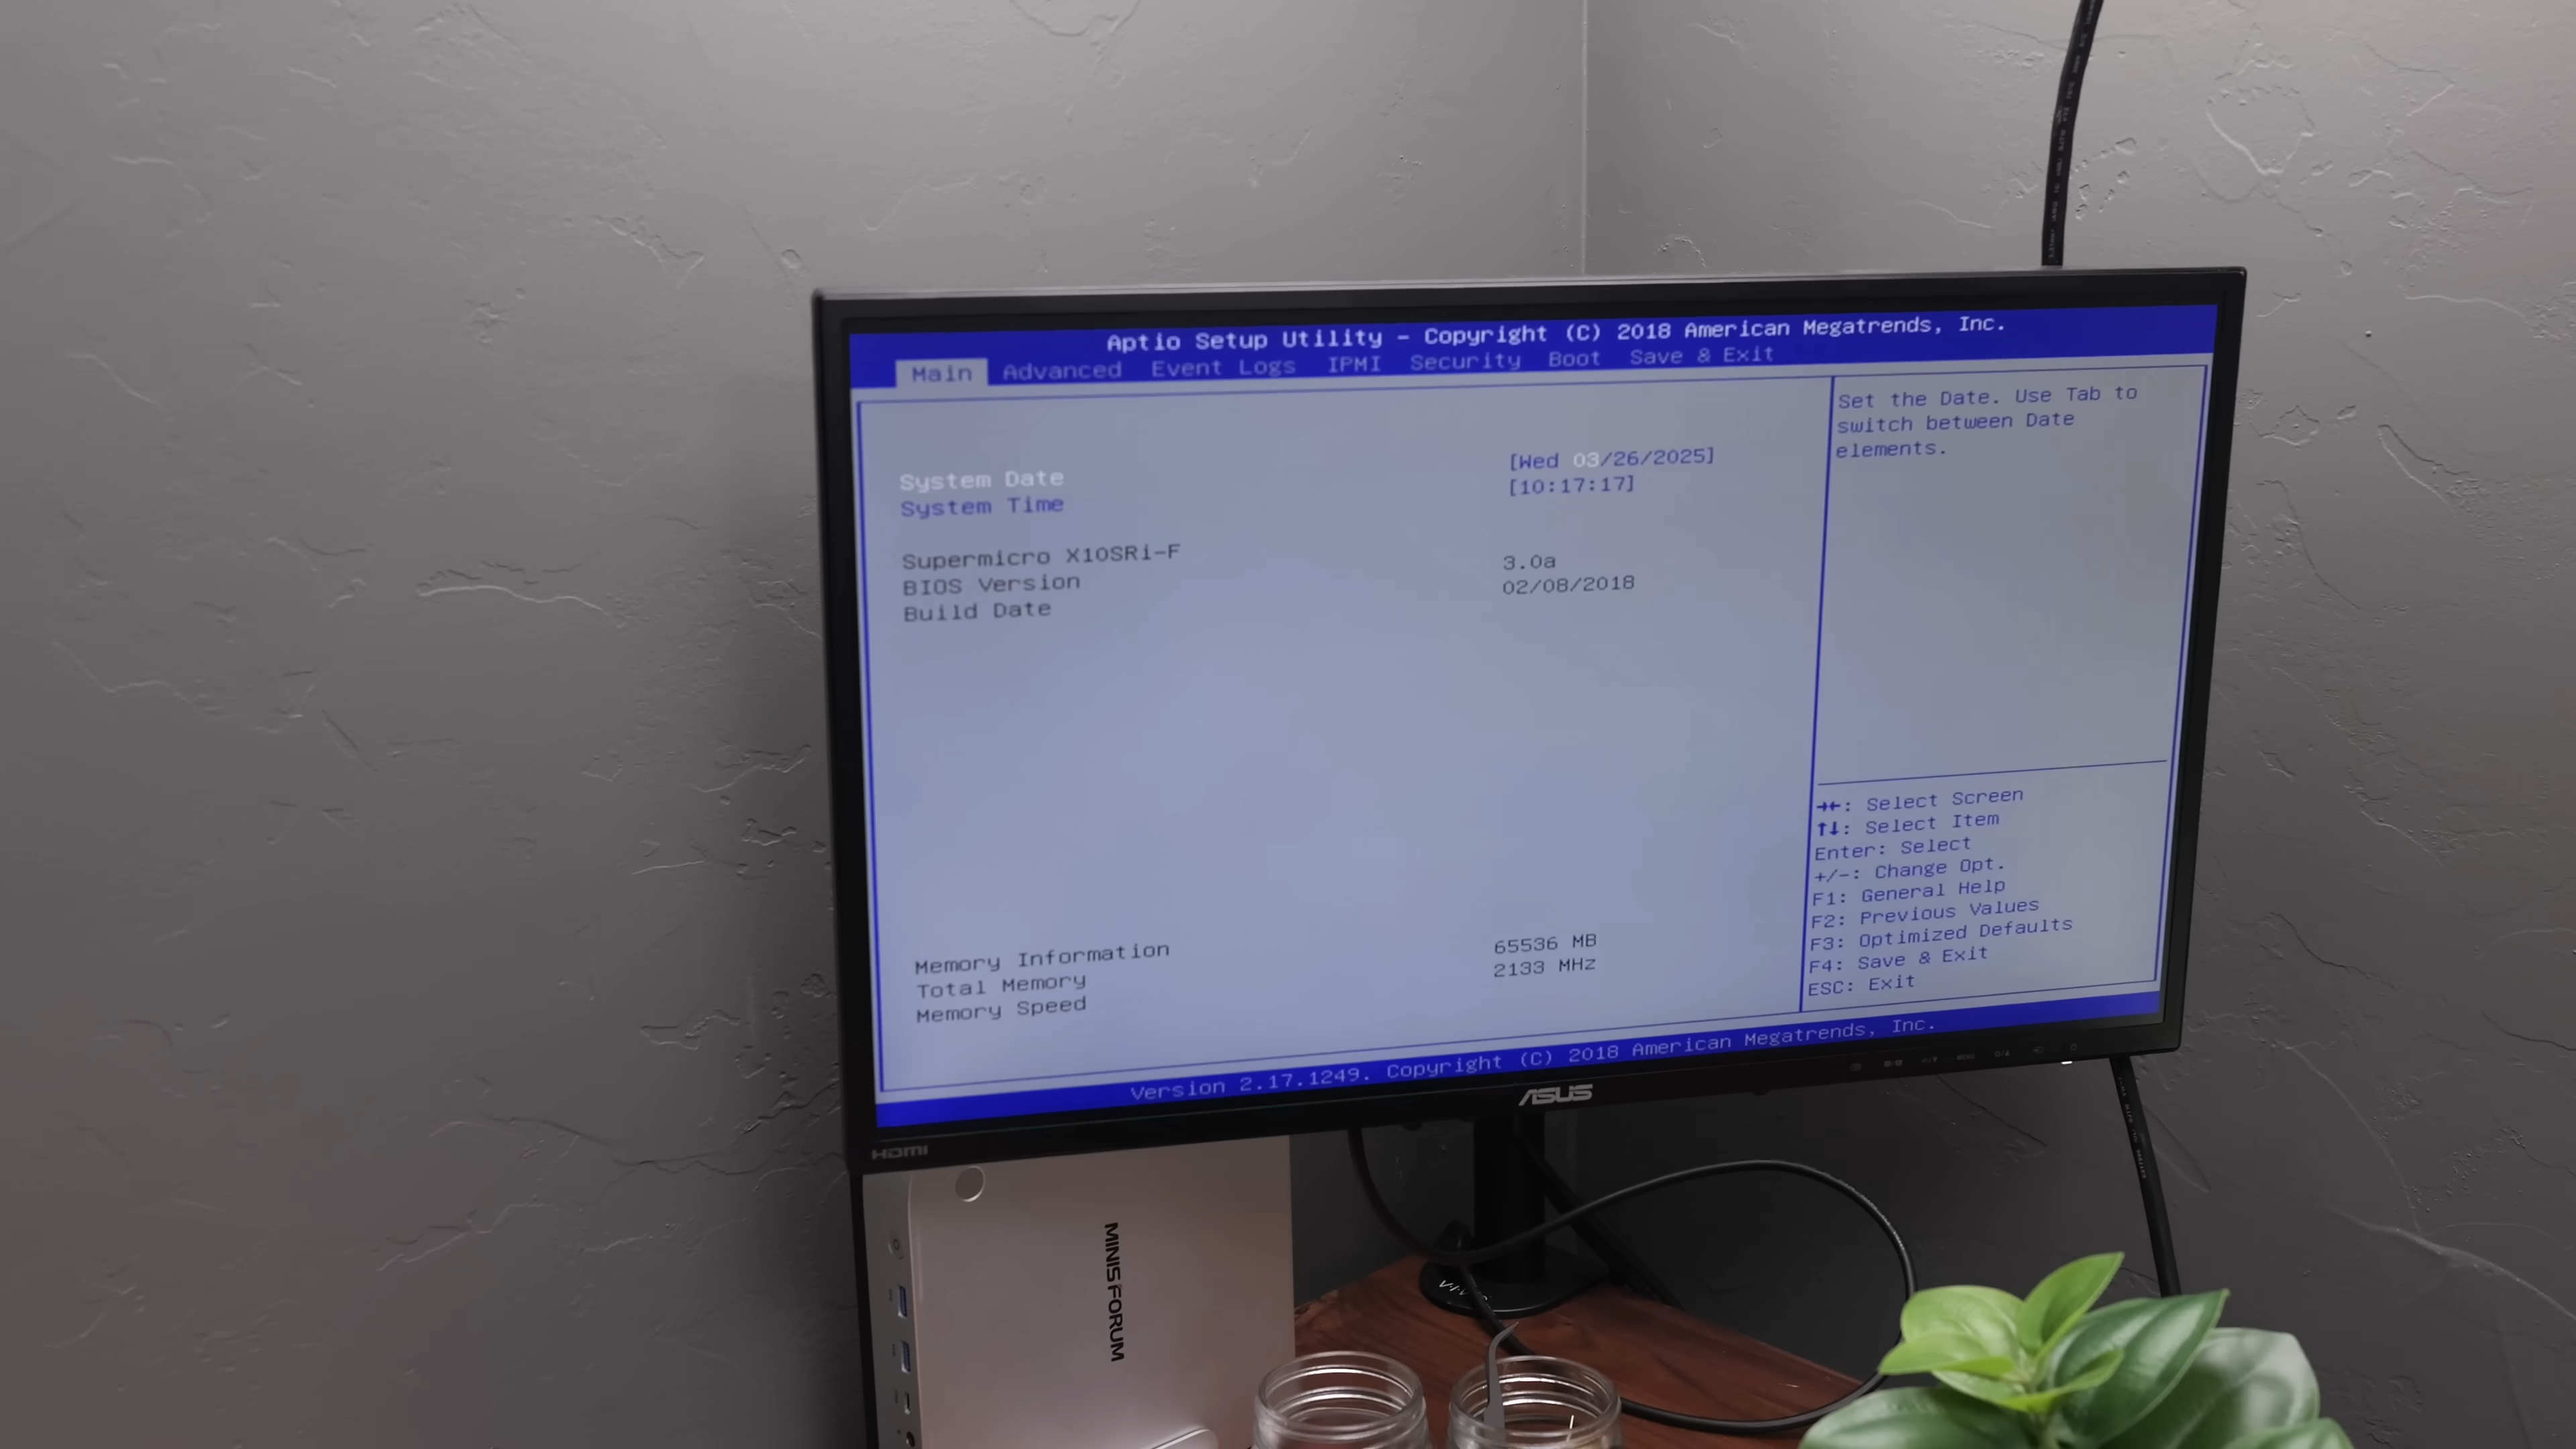 Aptio Setup Utility – Copyright (C) 2018 American Megatrends, Inc.
Main Advanced Event Logs IPMI Security Boot Save & Exit
System Date [Wed 03/26/2025]
System Time [10:17:17]
Supermicro X10SRi-F
BIOS Version 3.0a
Build Date 02/08/2018
Memory Information
Total Memory 65536 MB
Memory Speed 2133 MHz
Set the Date. Use Tab to
switch between Date
elements.
→←: Select Screen
↑↓: Select Item
Enter: Select
+/-: Change Opt.
F1: General Help
F2: Previous Values
F3: Optimized Defaults
F4: Save & Exit
ESC: Exit
Version 2.17.1249. Copyright (C) 2018 American Megatrends, Inc.
ASUS
HDMI
MINISFORUM